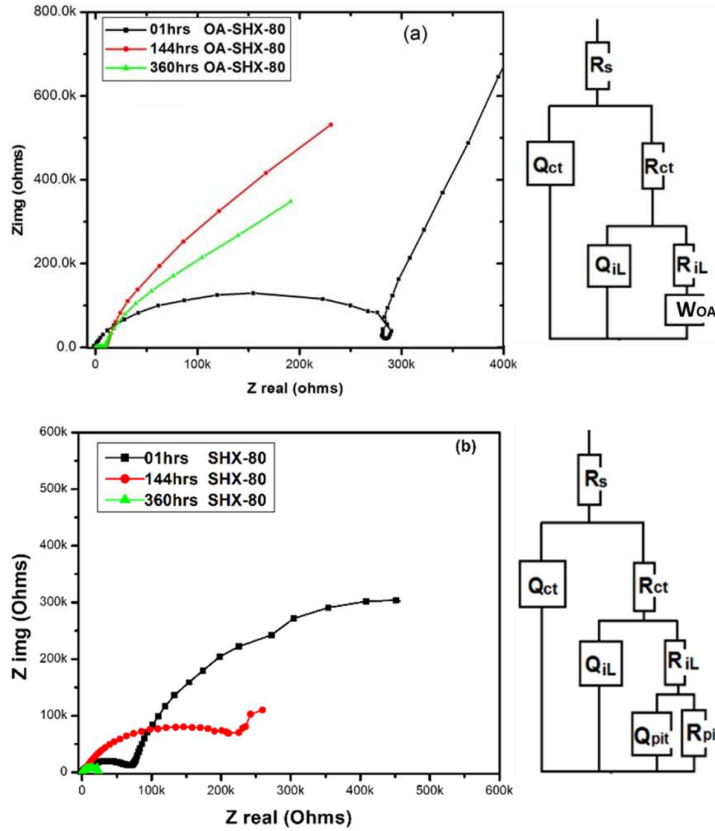 800.0k
600.0k
400.0k
200.0k
0.0
Zimg (ohms)
01hrs OA-SHX-80
144hrs OA-SHX-80
360hrs OA-SHX-80
(a)
0 100k 200k 300k 400k
Z real (ohms)
Rs
Qct
Rct
QiL
RiL
WOA
600k
500k
400k
300k
200k
100k
0
Z img (Ohms)
01hrs SHX-80
144hrs SHX-80
360hrs SHX-80
(b)
0 100k 200k 300k 400k 500k 600k
Z real (Ohms)
Rs
Qct
Rct
QiL
RiL
Qpit
Rpi